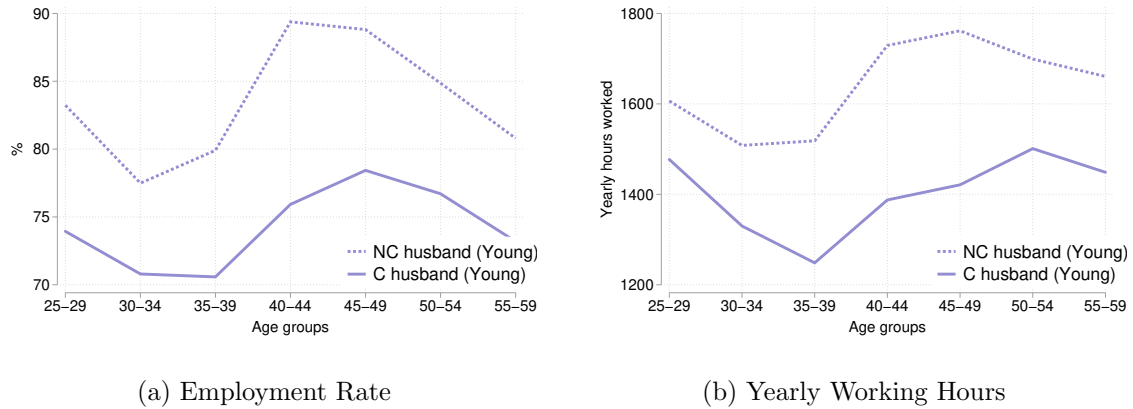 90
85
80
75
70
%
25–29 30–34 35–39 40–44 45–49 50–54 55–59
Age groups
NC husband (Young)
C husband (Young)
(a) Employment Rate
1800
1600
1400
1200
Yearly hours worked
25–29 30–34 35–39 40–44 45–49 50–54 55–59
Age groups
NC husband (Young)
C husband (Young)
(b) Yearly Working Hours